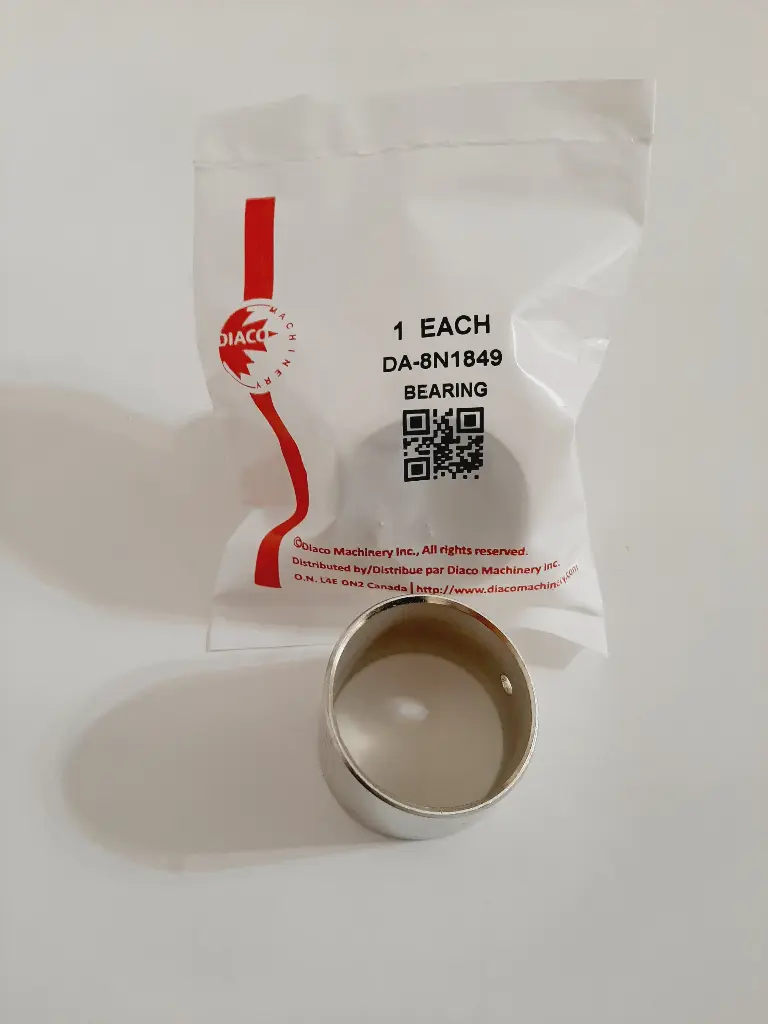 DIACO
MACHINERY
1 EACH
DA-8N1849
BEARING
©Diaco Machinery Inc., All rights reserved.
Distributed by/Distribue par Diaco Machinery Inc.
O.N. L4E 0N2 Canada | http://www.diacomachinery.com